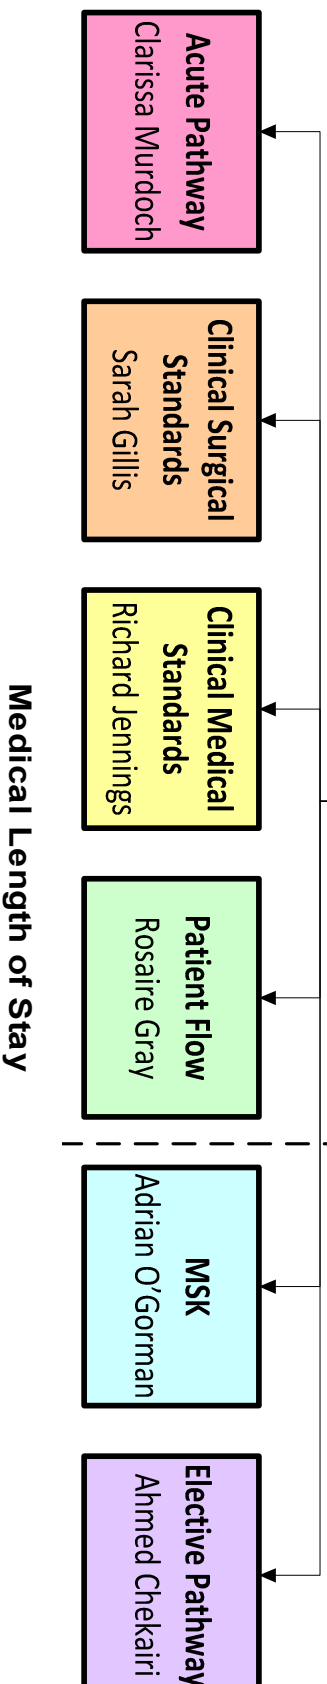 Acute Pathway
Clarissa Murdoch
Clinical Surgical
Standards
Sarah Gillis
Clinical Medical
Standards
Richard Jennings
Patient Flow
Rosaire Gray
MSK
Adrian O’Gorman
Elective Pathway
Ahmed Chekairi
Medical Length of Stay